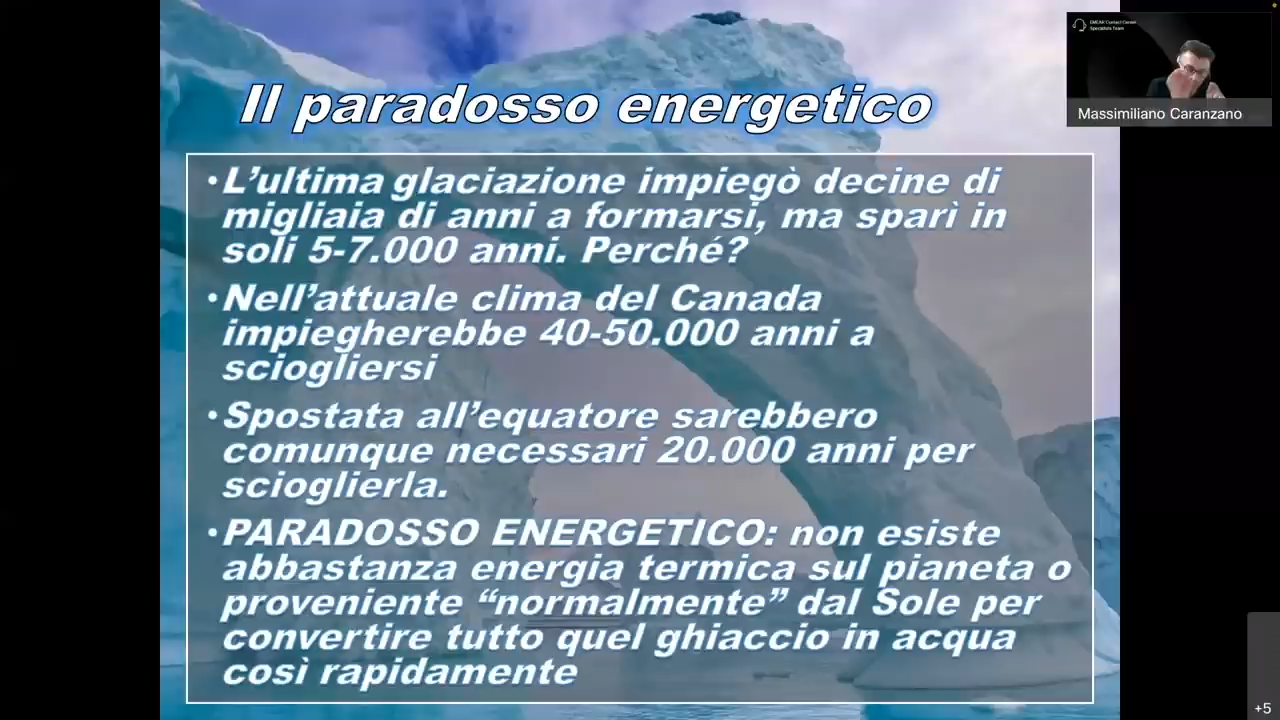 Il paradosso energetico
•L’ultima glaciazione impiegò decine di
migliaia di anni a formarsi, ma sparì in
soli 5-7.000 anni. Perché?
•Nell’attuale clima del Canada
impiegherebbe 40-50.000 anni a
sciogliersi
•Spostata all’equatore sarebbero
comunque necessari 20.000 anni per
scioglierla.
•PARADOSSO ENERGETICO: non esiste
abbastanza energia termica sul pianeta o
proveniente “normalmente” dal Sole per
convertire tutto quel ghiaccio in acqua
così rapidamente
Massimiliano Caranzano
+5